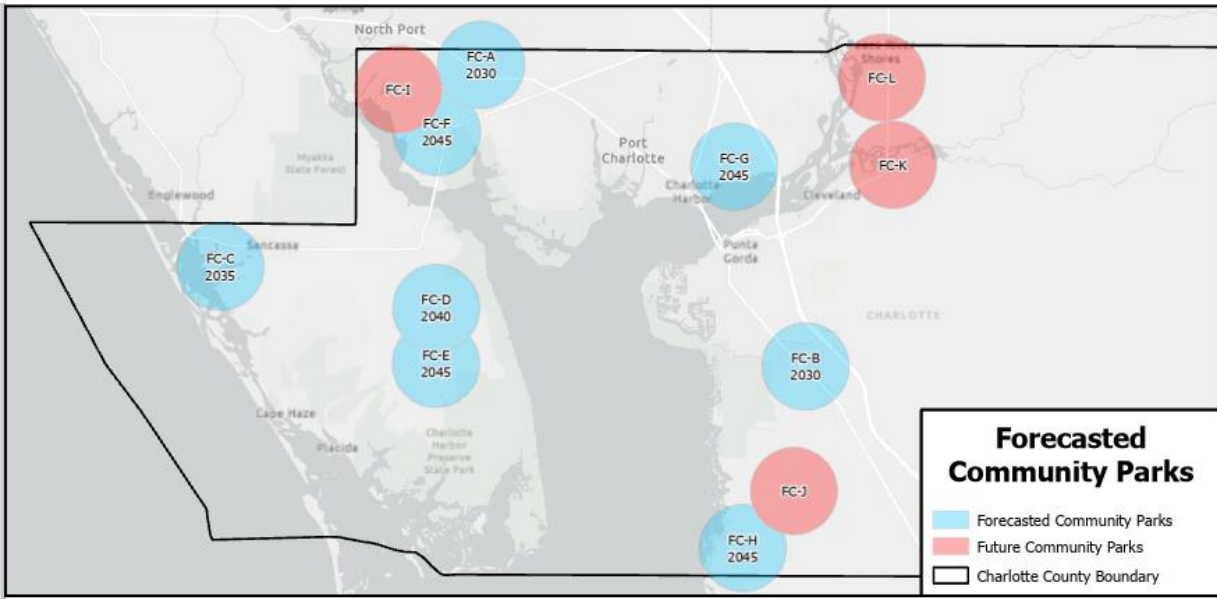 Springs
North Port
FC-A
2030
Shores
FC-I
FC-L
FC-F
2045
Port
Charlotte
Myakka
State Forest
FC-G
2045
FC-K
Englewood
Charlotte
Harbor
Cleveland
Sancassa
Punta
Gorda
FC-C
2035
FC-D
2040
CHARLOTTE
FC-E
2045
FC-B
2030
Cape Haze
Placida
Charlotte
Harbor
Preserve
State Park
FC-J
FC-H
2045
Forecasted
Community Parks
Forecasted Community Parks
Future Community Parks
Charlotte County Boundary